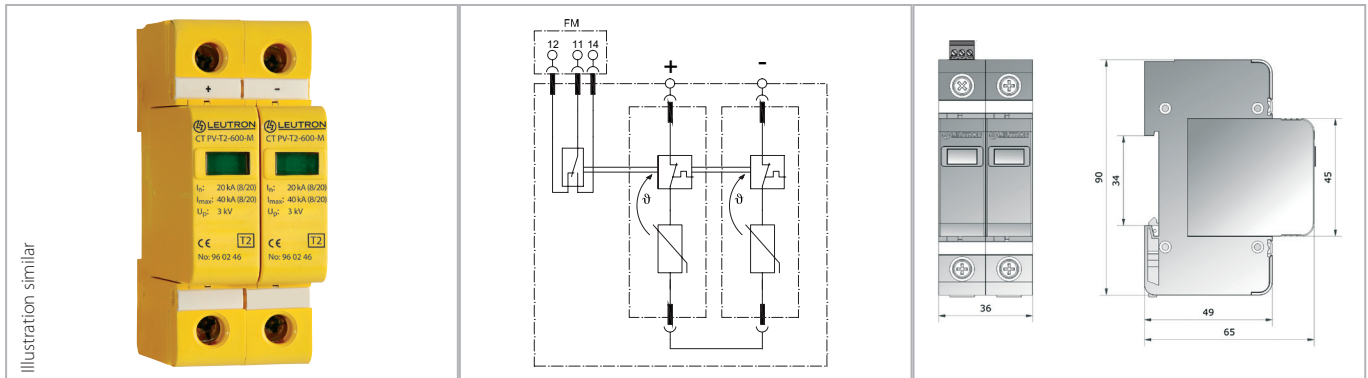 Illustration similar
+
-
LEUTRON
CT PV-T2-600-M
In: 20 kA (8/20)
Imax: 40 kA (8/20)
Up: 3 kV
CE T2
No: 96 02 46
LEUTRON
CT PV-T2-600-M
In: 20 kA (8/20)
Imax: 40 kA (8/20)
Up: 3 kV
CE T2
No: 96 02 46
FM
12 11 14
+ -
ϑ ϑ
LEUTRON LEUTRON
90
34
45
36
49
65